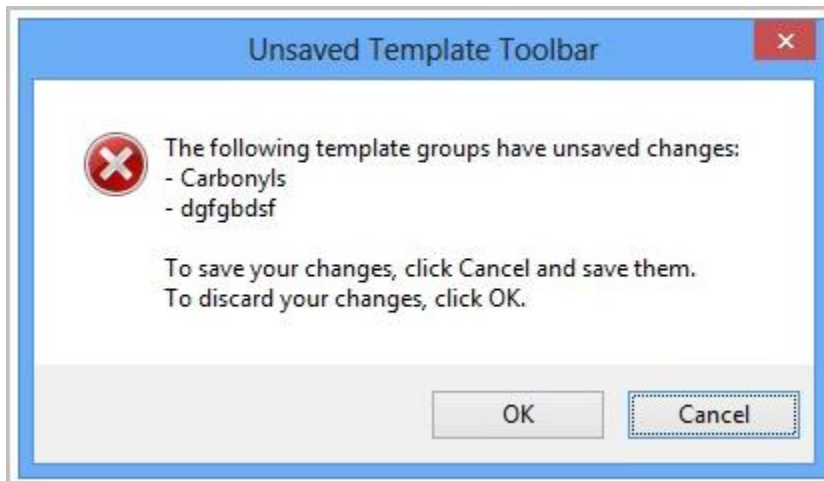 Unsaved Template Toolbar
The following template groups have unsaved changes:
- Carbonyls
- dgfgbdsf
To save your changes, click Cancel and save them.
To discard your changes, click OK.
OK
Cancel